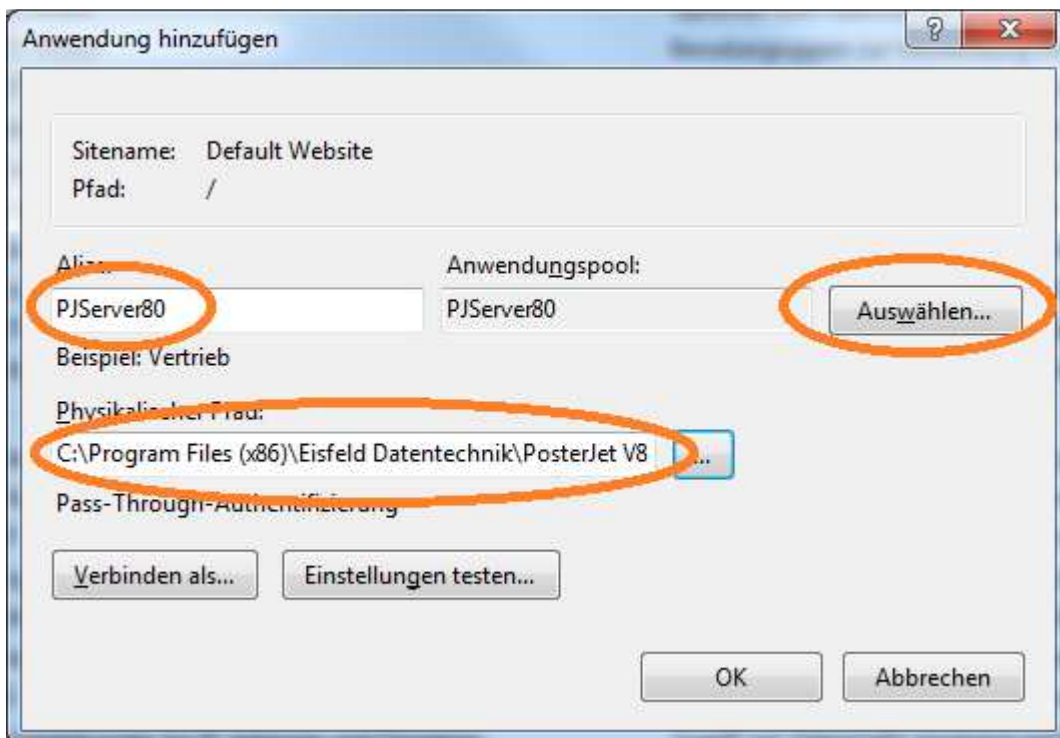 Anwendung hinzufügen
Sitename: Default Website
Pfad: /
Alias: Anwendungspool:
PJServer80 PJServer80 Auswählen...
Beispiel: Vertrieb
Physikalischer Pfad:
C:\Program Files (x86)\Eisfeld Datentechnik\PosterJet V8 ...
Pass-Through-Authentifizierung
Verbinden als... Einstellungen testen...
OK Abbrechen